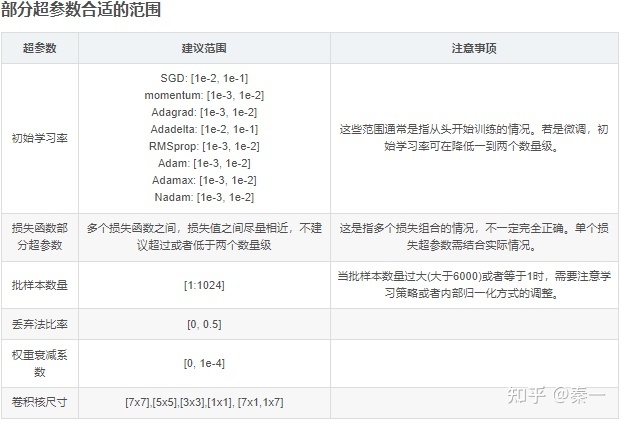 部分超参数合适的范围
超参数
建议范围
注意事项
初始学习率
SGD: [1e-2, 1e-1]
momentum: [1e-3, 1e-2]
Adagrad: [1e-3, 1e-2]
Adadelta: [1e-2, 1e-1]
RMSprop: [1e-3, 1e-2]
Adam: [1e-3, 1e-2]
Adamax: [1e-3, 1e-2]
Nadam: [1e-3, 1e-2]
这些范围通常是指从头开始训练的情况。若是微调，初
始学习率可在降低一到两个数量级。
损失函数部
分超参数
多个损失函数之间，损失值之间尽量相近，不建
议超过或者低于两个数量级
这是指多个损失组合的情况，不一定完全正确。单个损
失超参数需结合实际情况。
批样本数量
[1:1024]
当批样本数量过大(大于6000)或者等于1时，需要注意学
习策略或者内部归一化方式的调整。
丢弃法比率
[0, 0.5]
权重衰减系
数
[0, 1e-4]
卷积核尺寸
[7x7],[5x5],[3x3],[1x1], [7x1,1x7]
知乎 @秦一